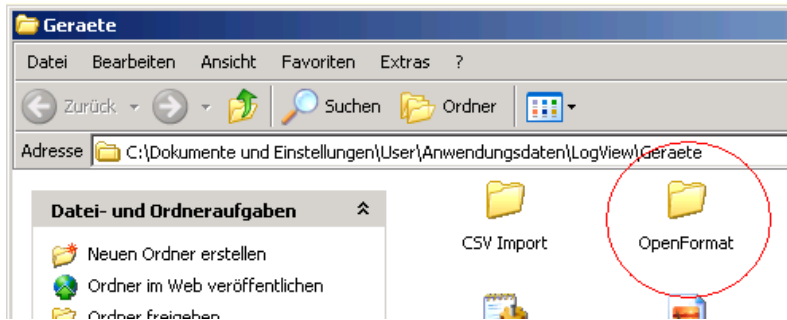 Geraete
Datei Bearbeiten Ansicht Favoriten Extras ?
Zurück Suchen Ordner
Adresse C:\Dokumente und Einstellungen\User\Anwendungsdaten\LogView\Geraete
Datei- und Ordneraufgaben
Neuen Ordner erstellen
Ordner im Web veröffentlichen
Ordner freigeben
CSV Import
OpenFormat